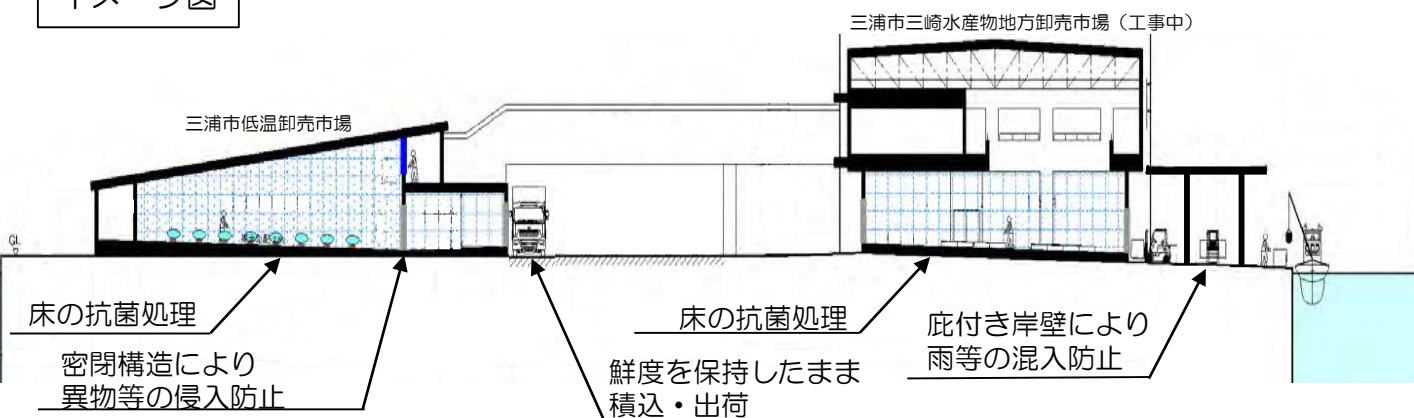 イメージ図
三浦市三崎水産物地方卸売市場（工事中）
三浦市低温卸売市場
GL
床の抗菌処理
密閉構造により
異物等の侵入防止
鮮度を保持したまま
積込・出荷
床の抗菌処理
庇付き岸壁により
雨等の混入防止